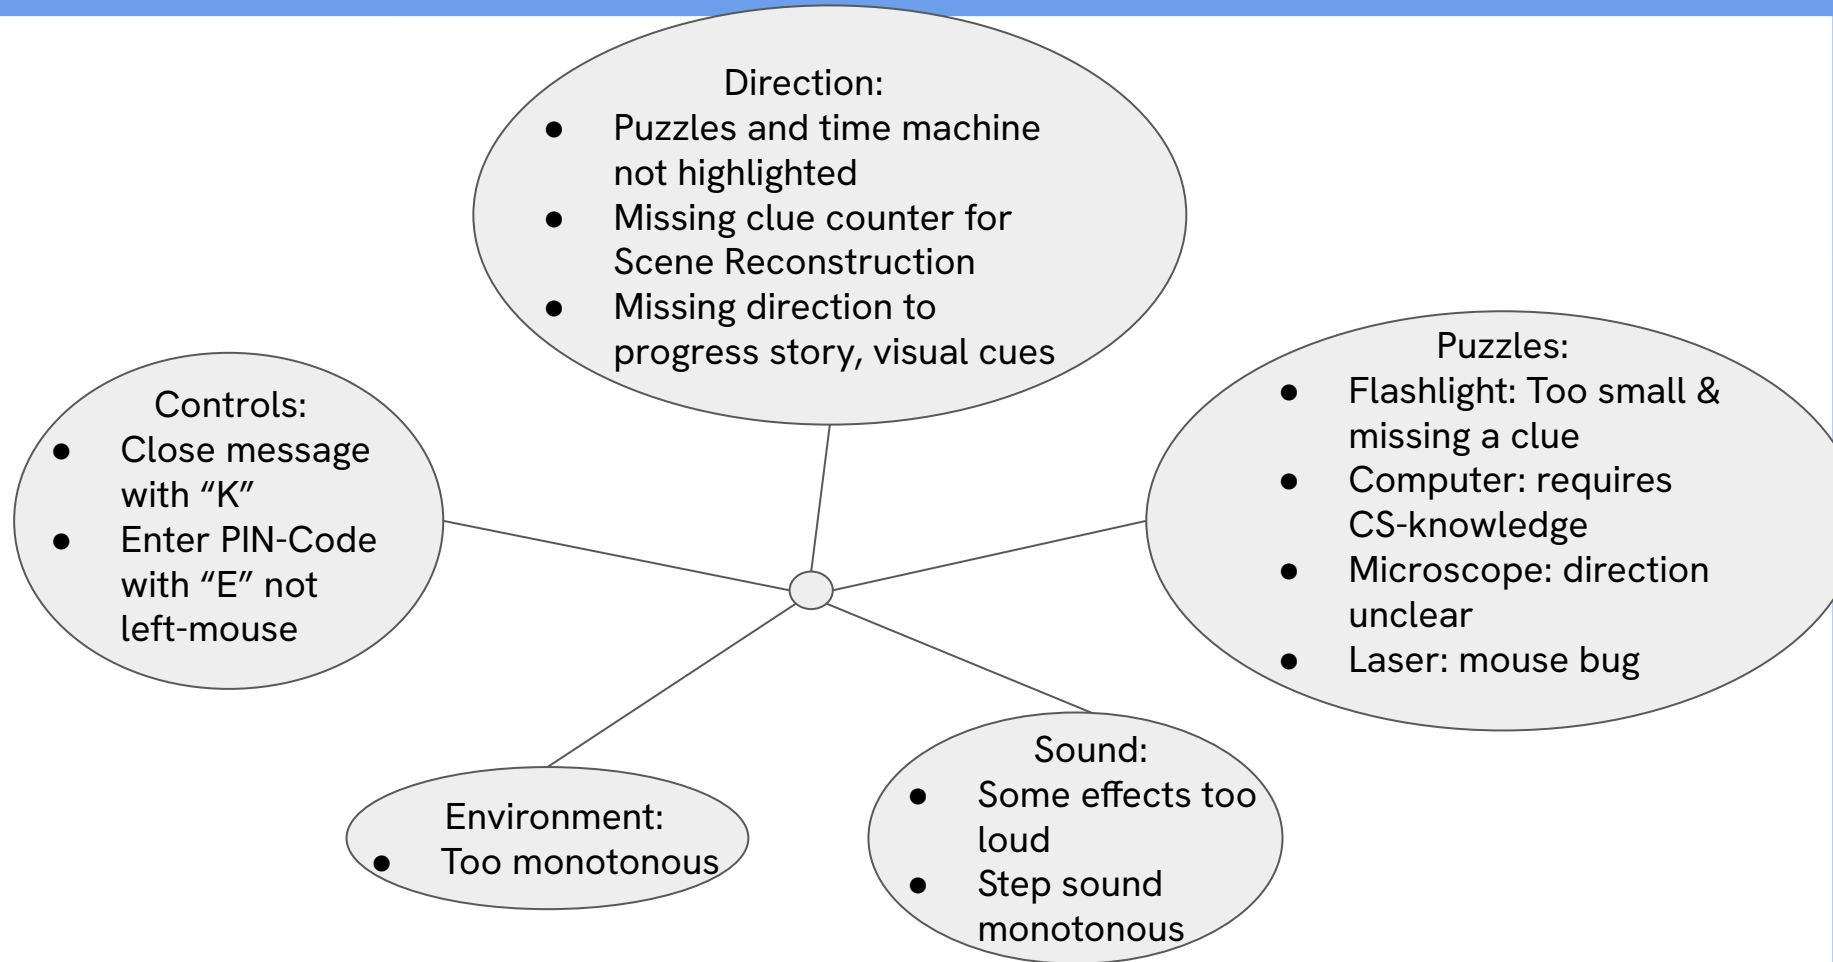 Direction:
● Puzzles and time machine
not highlighted
● Missing clue counter for
Scene Reconstruction
● Missing direction to
progress story, visual cues
Controls:
● Close message
with “K”
● Enter PIN-Code
with “E” not
left-mouse
Puzzles:
● Flashlight: Too small &
missing a clue
● Computer: requires
CS-knowledge
● Microscope: direction
unclear
● Laser: mouse bug
Environment:
● Too monotonous
Sound:
● Some effects too
loud
● Step sound
monotonous